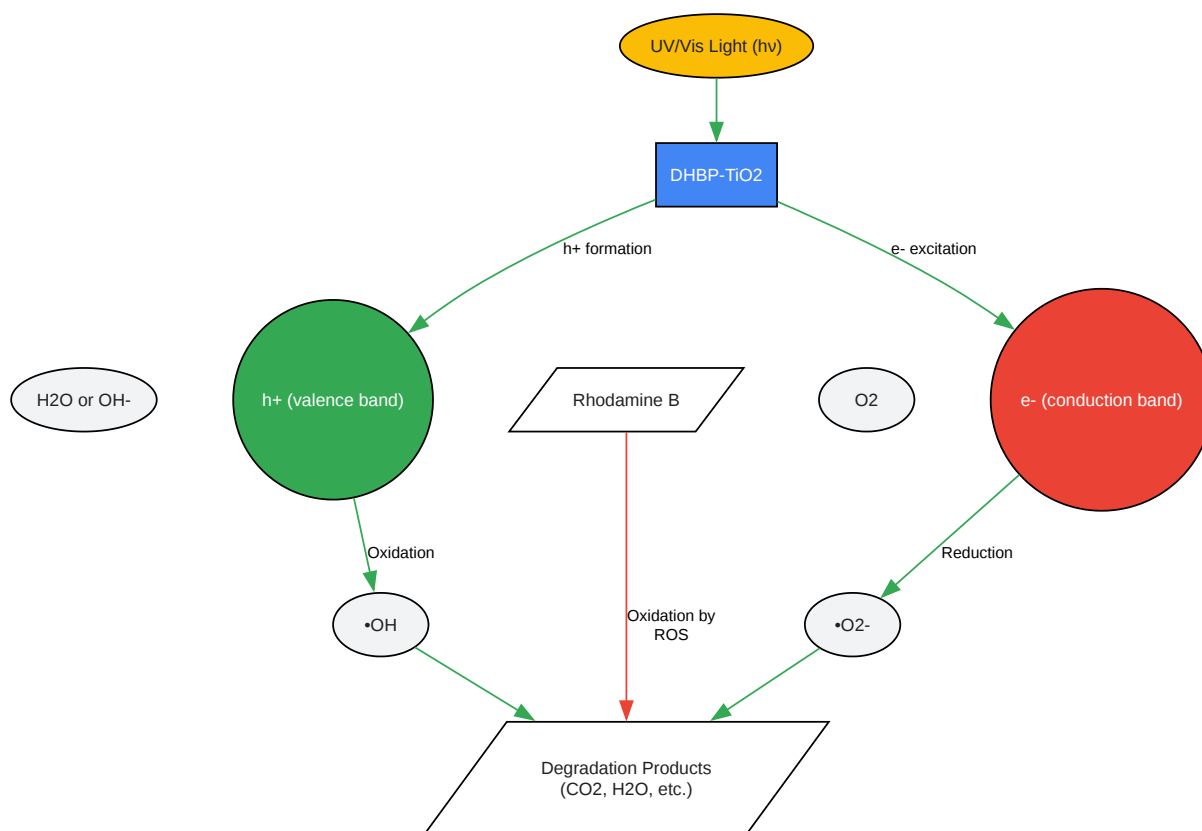 UV/Vis Light (hν)
DHBP-TiO2
h+ formation
e- excitation
H2O or OH-
h+ (valence band)
Rhodamine B
O2
e- (conduction band)
Oxidation
Reduction
Oxidation by
ROS
•OH
•O2-
Degradation Products
(CO2, H2O, etc.)